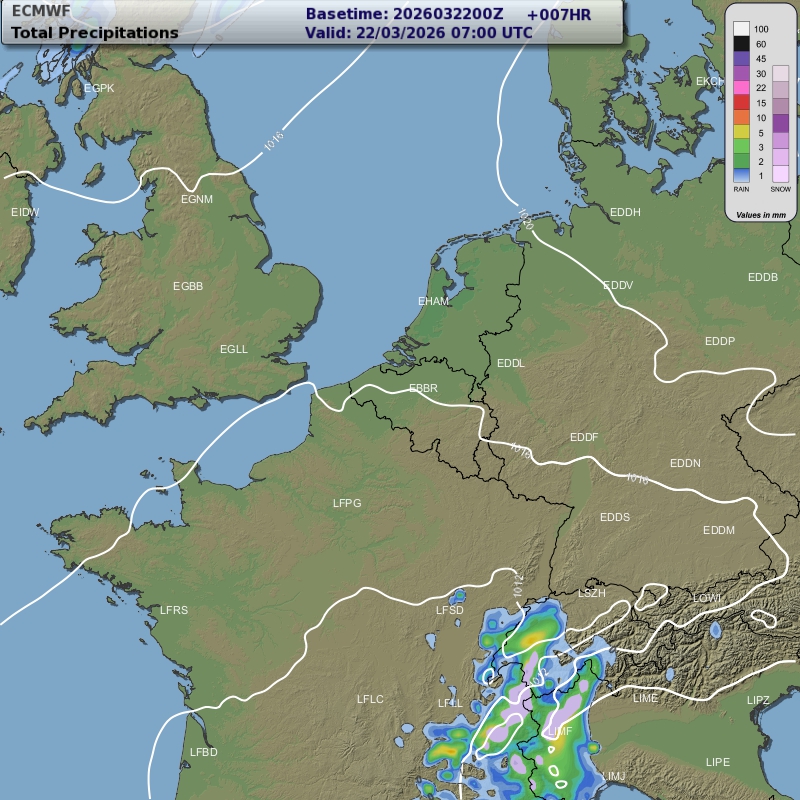 ECMWF
Basetime: 2026032200Z +007HR
Total Precipitations
Valid: 22/03/2026 07:00 UTC
100
60
45
30
22
15
10
5
3
2
1
RAIN SNOW
Values in mm
EGPK
EKCH
1016
EGNM
EIDW
EDDH
1020
EGBB
EDDV
EDDB
EHAM
EGLL
EDDP
EDDL
EBBR
EDDF
1016
EDDN
1016
LFPG
EDDS
EDDM
1012
LSZH
LOWI
LFRS
LFSD
LFLC
LFLL
LIME
LIPZ
LIMF
LFBD
LIPE
LIMJ